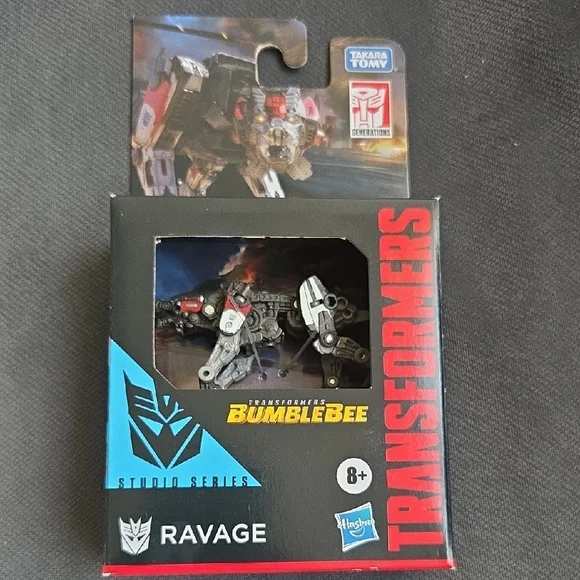 TAKARA
TOMY
GENERATIONS
TRANSFORMERS
TRANSFORMERS
BUMBLEBEE
STUDIO SERIES
8+
RAVAGE
Hasbro